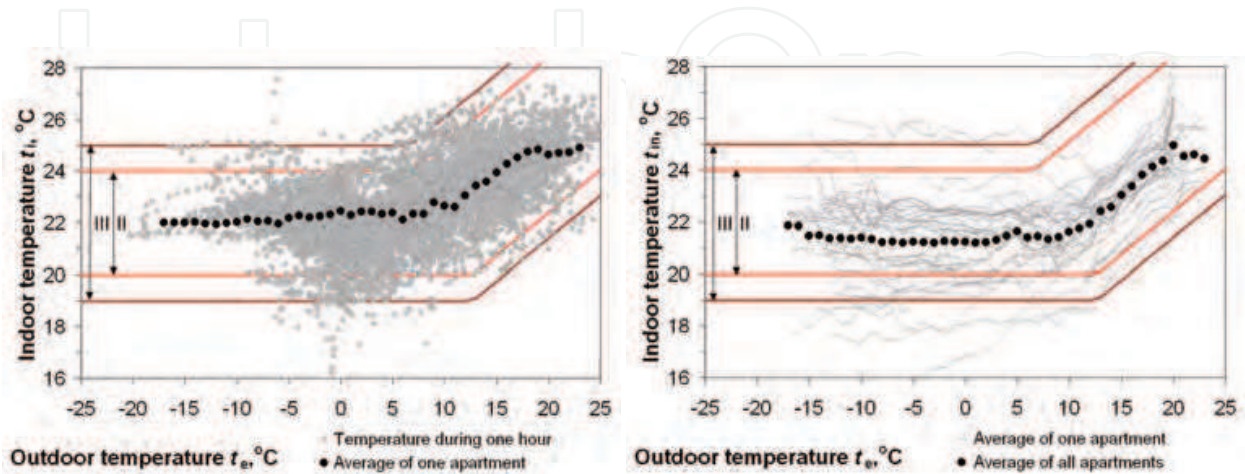 28
26
24
22
20
18
16
Indoor temperature tᵢ, °C
III II
-25 -20 -15 -10 -5 0 5 10 15 20 25
Outdoor temperature tₑ,°C
Temperature during one hour
Average of one apartment
28
26
24
22
20
18
16
Indoor temperature tᵢₙ, °C
III II
-25 -20 -15 -10 -5 0 5 10 15 20 25
Outdoor temperature tₑ,°C
Average of one apartment
Average of all apartments